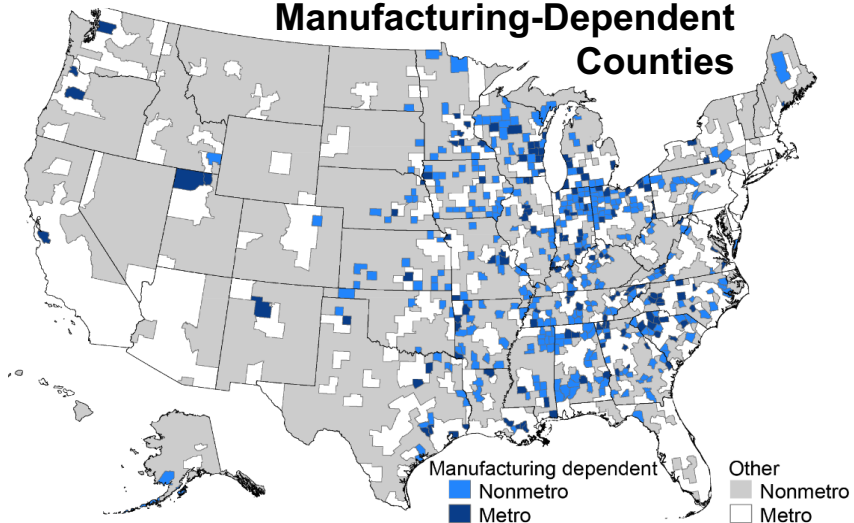 Manufacturing-Dependent
Counties
Manufacturing dependent
Nonmetro
Metro
Other
Nonmetro
Metro